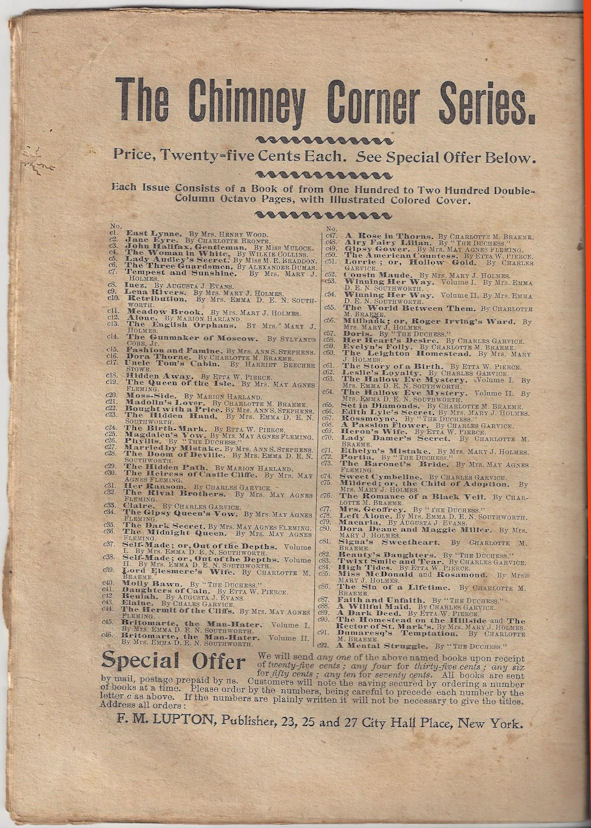 The Chimney Corner Series.
Price, Twenty-five Cents Each. See Special Offer Below.
Each Issue Consists of a Book of from One Hundred to Two Hundred Double-
Column Octavo Pages, with Illustrated Colored Cover.
No.
c1. East Lynne. By Mrs. Henry Wood.
c2. Jane Eyre. By Charlotte Bronte.
c3. John Halifax, Gentleman. By Miss Mulock.
c4. The Woman in White. By Wilkie Collins.
c5. Lady Audley's Secret. By Miss M. E. Braddon.
c6. The Three Guardsmen. By Alexander Dumas.
c7. Tempest and Sunshine. By Mrs. Mary J.
Holmes.
c8. Inez. By Augusta J. Evans.
c9. Lena Rivers. By Mrs. Mary J. Holmes.
c10. Retribution. By Mrs. Emma D. E. N. South-
worth.
c11. Meadow Brook. By Mrs. Mary J. Holmes.
c12. Alone. By Marion Harland.
c13. The English Orphans. By Mrs. Mary J.
Holmes.
c14. The Gunmaker of Moscow. By Sylvanus
Cobb, Jr.
c15. Fashion and Famine. By Mrs. Ann S. Stephens.
c16. Dora Thorne. By Charlotte M. Braeme.
c17. Uncle Tom's Cabin. By Harriet Beecher
Stowe.
c18. Hidden Away. By Etta W. Pierce.
c19. The Queen of the Isle. By Mrs. May Agnes
Fleming.
c20. Moss-Side. By Marion Harland.
c21. Madolin's Lover. By Charlotte M. Braeme.
c22. Bought with a Price. By Mrs. Ann S. Stephens.
c23. The Hidden Hand. By Mrs. Emma D. E. N.
Southworth.
c24. The Birth-Mark. By Etta W. Pierce.
c25. Magdalen's Vow. By Mrs. May Agnes Fleming.
c26. Phyllis. By "The Duchess."
c27. Married by Mistake. By Mrs. Ann S. Stephens.
c28. The Doom of Deville. By Mrs. Emma D. E. N.
Southworth.
c29. The Hidden Path. By Marion Harland.
c30. The Heiress of Castle Cliffe. By Mrs. May
Agnes Fleming.
c31. Her Ransom. By Charles Garvice.
c32. The Rival Brothers. By Mrs. May Agnes
Fleming.
c33. Claire. By Charles Garvice.
c34. The Gipsy Queen's Vow. By Mrs. May Agnes
Fleming.
c35. The Dark Secret. By Mrs. May Agnes Fleming.
c36. The Midnight Queen. By Mrs. May Agnes
Fleming.
c37. Self-Made; or, Out of the Depths. Volume
I. By Mrs. Emma D. E. N. Southworth.
c38. Self-Made; or, Out of the Depths. Volume
II. By Mrs. Emma D. E. N. Southworth.
c39. Lord Elesmere's Wife. By Charlotte M.
Braeme.
c40. Molly Bawn. By "The Duchess."
c41. Daughters of Cain. By Etta W. Pierce.
c42. Beulah. By Augusta J. Evans.
c43. Elaine. By Charles Garvice.
c44. The Hermit of the Cliffs. By Mrs. May Agnes
Fleming.
c45. Britomarte, the Man-Hater. Volume I.
By Mrs. Emma D. E. N. Southworth.
c46. Britomarte, the Man-Hater. Volume II.
By Mrs. Emma D. E. N. Southworth.
No.
c47. A Rose in Thorns. By Charlotte M. Braeme.
c48. Airy Fairy Lilian. By "The Duchess."
c49. Gipsy Gower. By Mrs. May Agnes Fleming.
c50. The American Countess. By Etta W. Pierce.
c51. Lorrie; or, Hollow Gold. By Charles
Garvice.
c52. Cousin Maude. By Mrs. Mary J. Holmes.
c53. Winning Her Way. Volume I. By Mrs. Emma
D. E. N. Southworth.
c54. Winning Her Way. Volume II. By Mrs. Emma
D. E. N. Southworth.
c55. The World Between Them. By Charlotte
M. Braeme.
c56. Millbank; or, Roger Irving's Ward. By
Mrs. Mary J. Holmes.
c57. Doris. By "The Duchess."
c58. Her Heart's Desire. By Charles Garvice.
c59. Evelyn's Folly. By Charlotte M. Braeme.
c60. The Leighton Homestead. By Mrs. Mary
J. Holmes.
c61. The Story of a Birth. By Etta W. Pierce.
c62. Leslie's Loyalty. By Charles Garvice.
c63. The Hallow Eve Mystery. Volume I. By
Mrs. Emma D. E. N. Southworth.
c64. The Hallow Eve Mystery. Volume II. By
Mrs. Emma D. E. N. Southworth.
c65. Set in Diamonds. By Charlotte M. Braeme.
c66. Edith Lyle's Secret. By Mrs. Mary J. Holmes.
c67. Rossmoyne. By "The Duchess."
c68. A Passion Flower. By Charles Garvice.
c69. Heron's Wife. By Etta W. Pierce.
c70. Lady Damer's Secret. By Charlotte M.
Braeme.
c71. Ethelyn's Mistake. By Mrs. Mary J. Holmes.
c72. Portia. By "The Duchess."
c73. The Baronet's Bride. By Mrs. May Agnes
Fleming.
c74. Sweet Cymbeline. By Charles Garvice.
c75. Mildred; or, the Child of Adoption. By
Mrs. Mary J. Holmes.
c76. The Romance of a Black Veil. By Char-
lotte M. Braeme.
c77. Mrs. Geoffrey. By "The Duchess."
c78. Left Alone. By Mrs. Emma D. E. N. Southworth.
c79. Macaria. By Augusta J. Evans.
c80. Dora Deane and Maggie Miller. By Mrs.
Mary J. Holmes.
c81. Signa's Sweetheart. By Charlotte M.
Braeme.
c82. Beauty's Daughters. By "The Duchess."
c83. Twixt Smile and Tear. By Charles Garvice.
c84. High Tides. By Etta W. Pierce.
c85. Miss McDonald and Rosamond. By Mrs.
Mary J. Holmes.
c86. The Sin of a Lifetime. By Charlotte M.
Braeme.
c87. Faith and Unfaith. By "The Duchess."
c88. A Willful Maid. By Charles Garvice.
c89. A Dark Deed. By Etta W. Pierce.
c90. The Homestead on the Hillside and The
Rector of St. Mark's. By Mrs. Mary J. Holmes.
c91. Dumaresq's Temptation. By Charlotte
M. Braeme.
c92. A Mental Struggle. By "The Duchess."
Special Offer We will send any one of the above named books upon receipt
of twenty-five cents; any four for thirty-five cents; any six
for fifty cents; any ten for seventy cents. All books are sent
by mail, postage prepaid by us. Customers will note the saving secured by ordering a number
of books at a time. Please order by the numbers, being careful to precede each number by the
letter c as above. If the numbers are plainly written it will not be necessary to give the titles.
Address all orders:
F. M. LUPTON, Publisher, 23, 25 and 27 City Hall Place, New York.